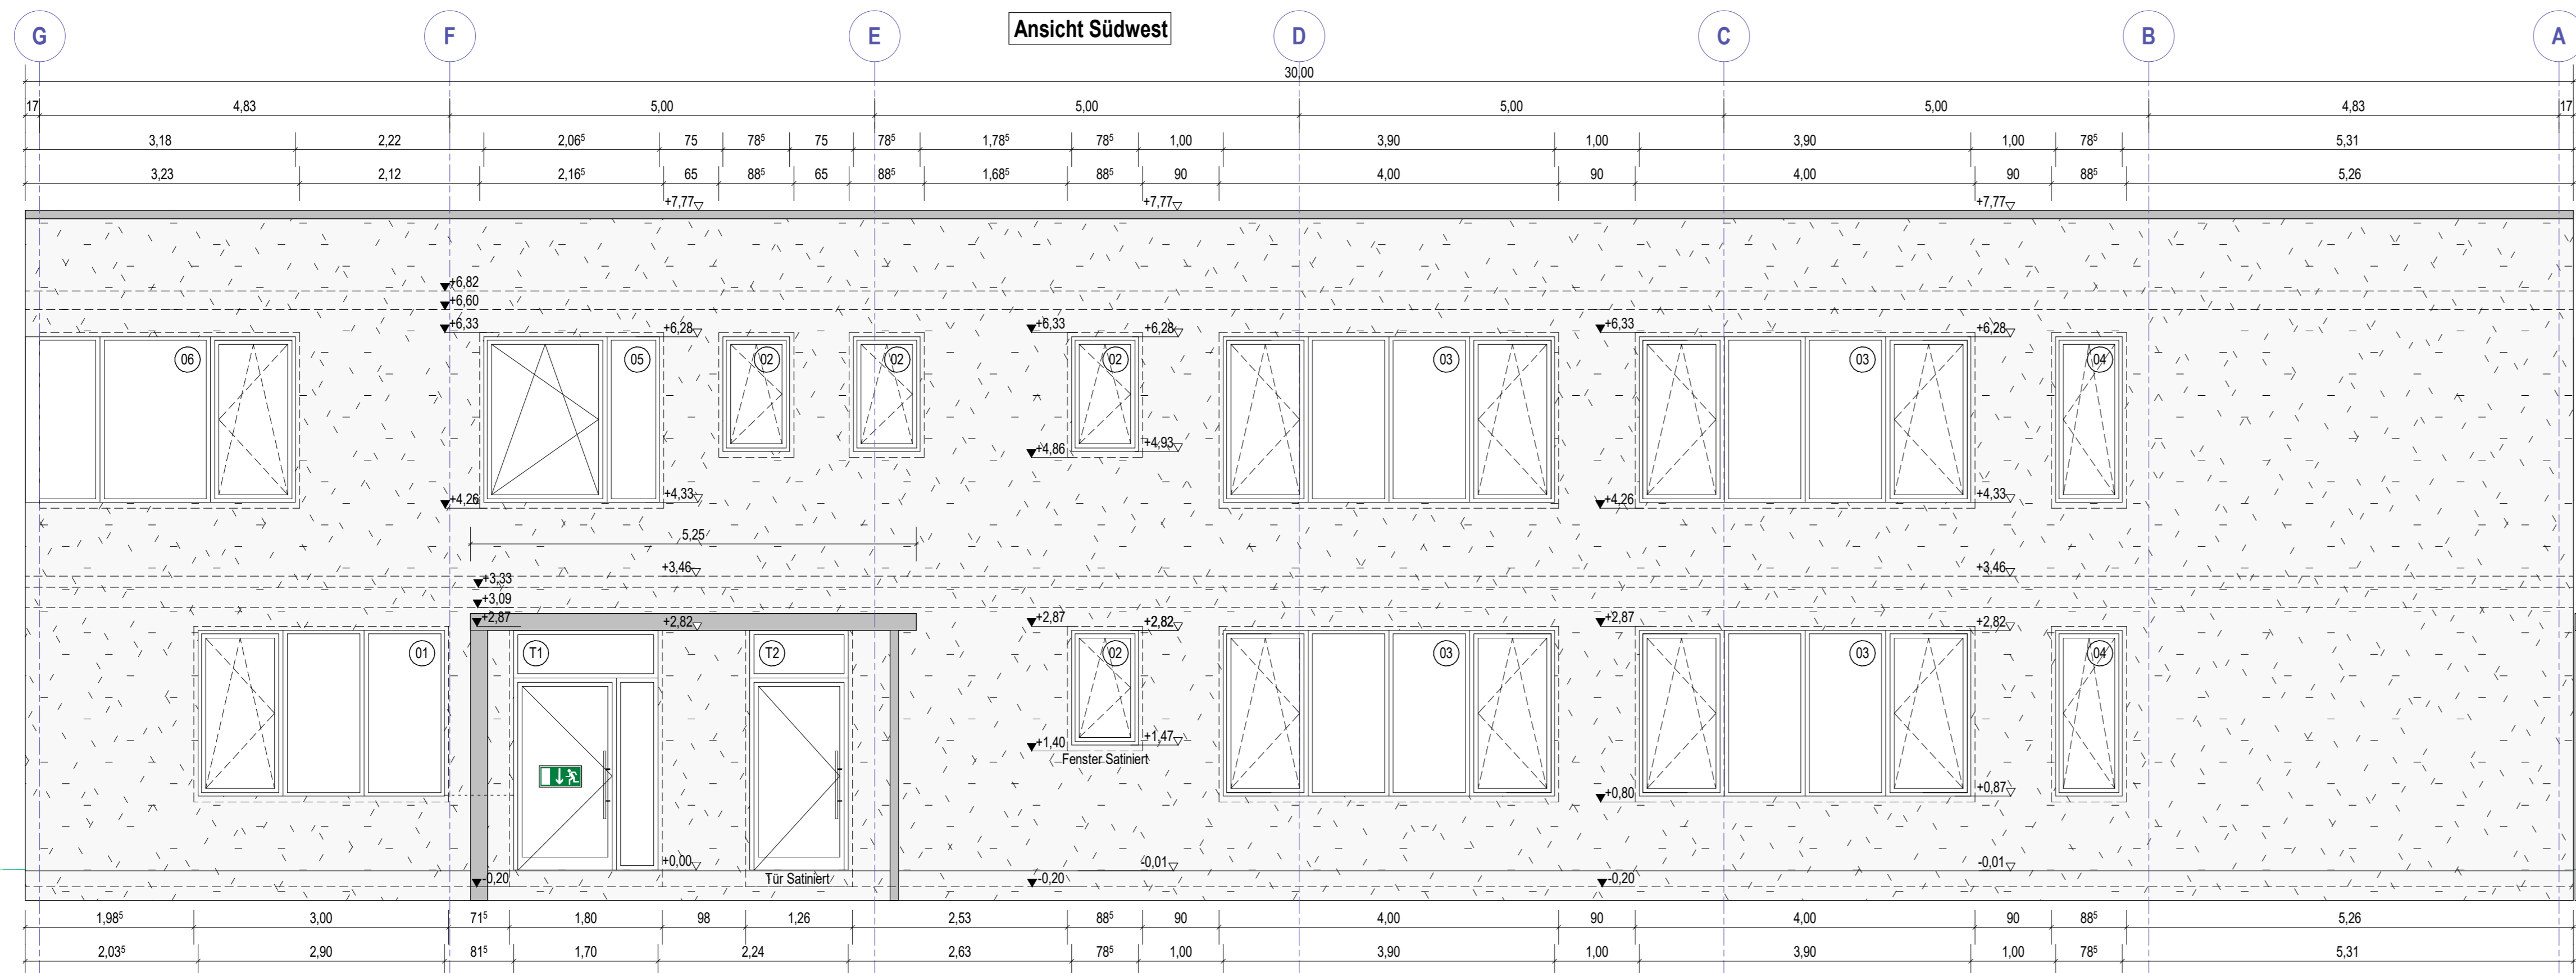 Ansicht Südwest
G F E D C B A
30,00
17 4,83 5,00 5,00 5,00 5,00 4,83 17
3,18 2,22 2,06⁵ 75 78⁵ 75 78⁵ 1,78⁵ 78⁵ 1,00 3,90 1,00 3,90 1,00 78⁵ 5,31
3,23 2,12 2,16⁵ 65 88⁵ 65 88⁵ 1,68⁵ 88⁵ 90 4,00 90 4,00 90 88⁵ 5,26
+7,77 +7,77 +7,77
+6,82
+6,60
+6,33 +6,28 +6,33 +6,28 +6,33 +6,28
06 05 02 02 02 03 03 04
+4,86 +4,93
+4,26 +4,33 +4,26 +4,33
5,25
+3,46 +3,46
+3,33
+3,09
+2,87 +2,82 +2,87 +2,82 +2,87 +2,82
01 T1 T2 02 03 03 04
+1,40 +1,47
Fenster Satiniert
+0,80 +0,87
+0,00 -0,01 -0,01
-0,20 Tür Satiniert -0,20 -0,20
1,98⁵ 3,00 71⁵ 1,80 98 1,26 2,53 88⁵ 90 4,00 90 4,00 90 88⁵ 5,26
2,03⁵ 2,90 81⁵ 1,70 2,24 2,63 78⁵ 1,00 3,90 1,00 3,90 1,00 78⁵ 5,31